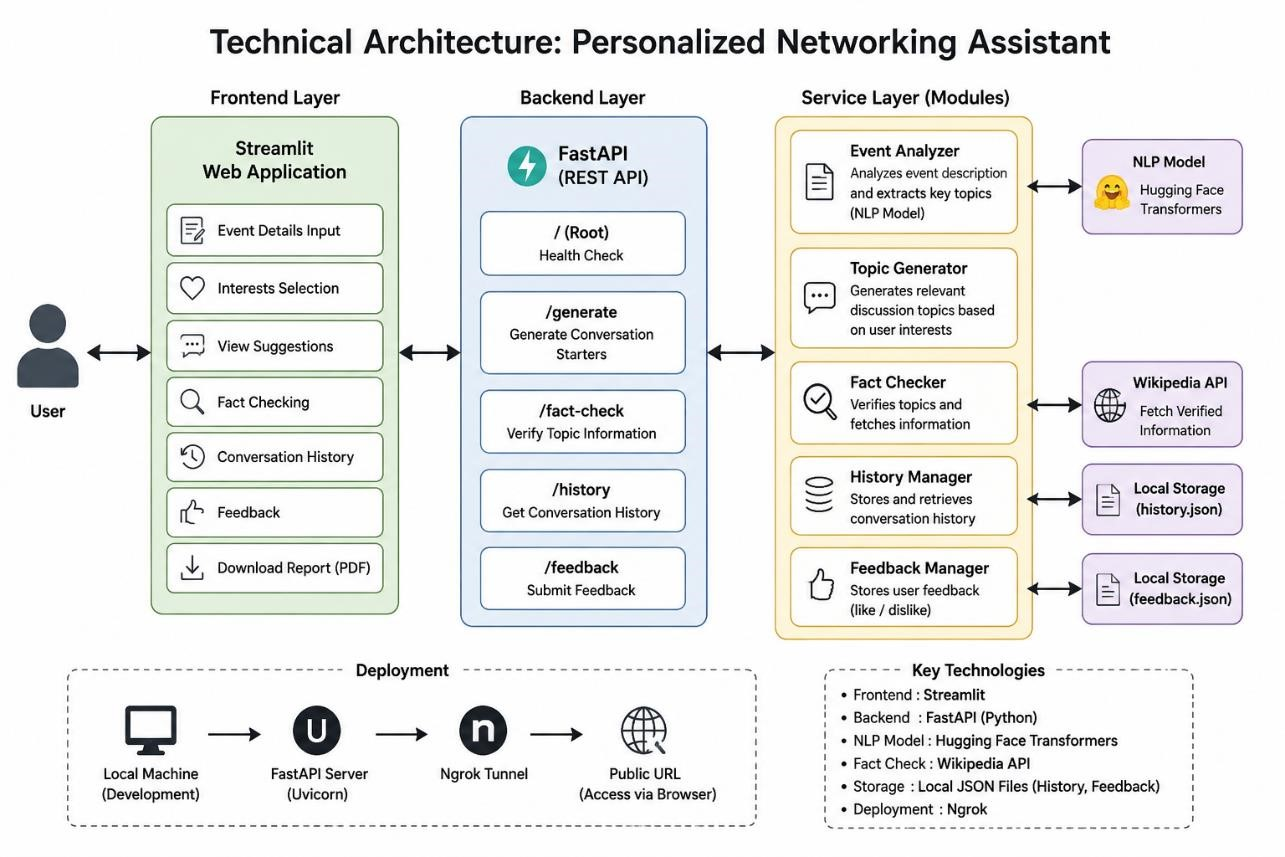 Technical Architecture: Personalized Networking Assistant
Frontend Layer
Streamlit
Web Application
Event Details Input
Interests Selection
View Suggestions
Fact Checking
Conversation History
Feedback
Download Report (PDF)
User
Backend Layer
FastAPI
(REST API)
/ (Root)
Health Check
/generate
Generate Conversation
Starters
/fact-check
Verify Topic Information
/history
Get Conversation History
/feedback
Submit Feedback
Service Layer (Modules)
Event Analyzer
Analyzes event description
and extracts key topics
(NLP Model)
Topic Generator
Generates relevant
discussion topics based
on user interests
Fact Checker
Verifies topics and
fetches information
History Manager
Stores and retrieves
conversation history
Feedback Manager
Stores user feedback
(like / dislike)
NLP Model
Hugging Face
Transformers
Wikipedia API
Fetch Verified
Information
Local Storage
(history.json)
Local Storage
(feedback.json)
Deployment
Local Machine
(Development)
U
FastAPI Server
(Uvicorn)
n
Ngrok Tunnel
Public URL
(Access via Browser)
Key Technologies
• Frontend : Streamlit
• Backend : FastAPI (Python)
• NLP Model : Hugging Face Transformers
• Fact Check : Wikipedia API
• Storage : Local JSON Files (History, Feedback)
• Deployment : Ngrok